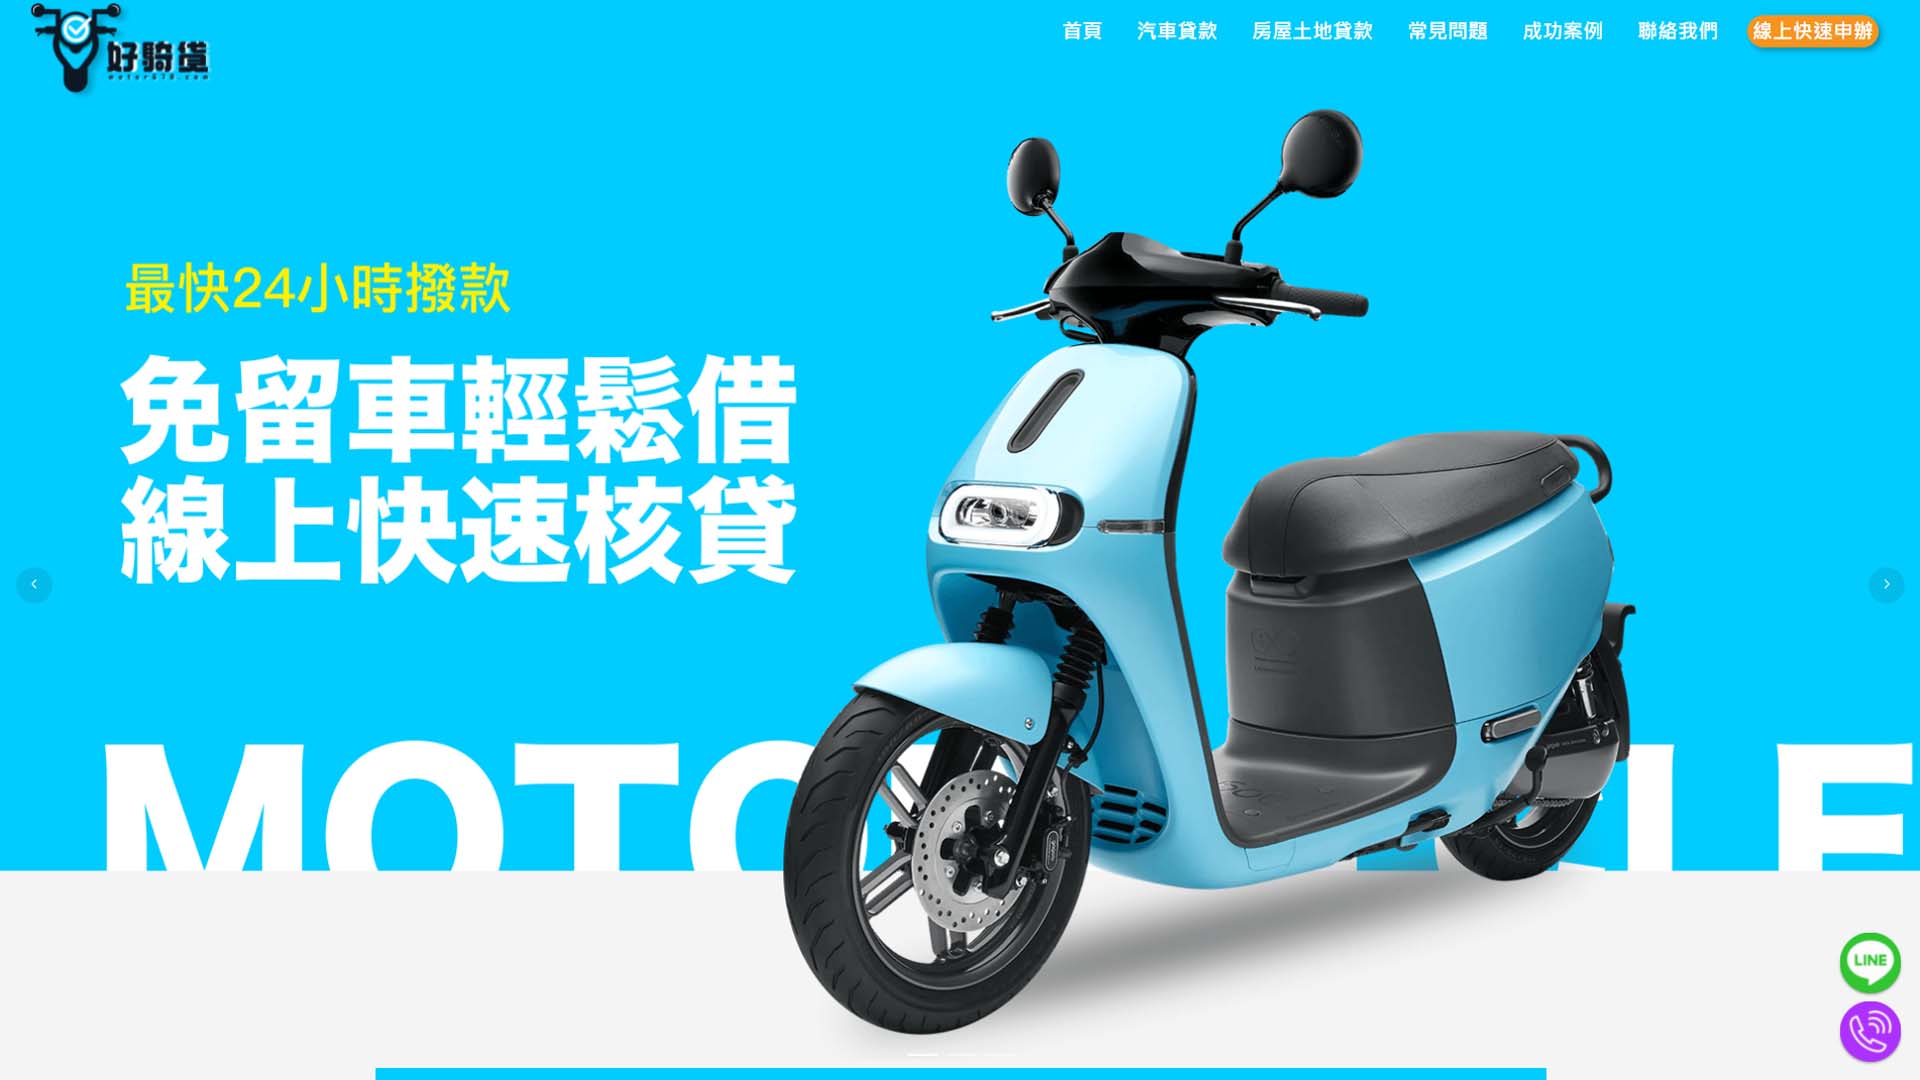 好騎貸
首頁
汽車貸款
房屋土地貸款
常見問題
成功案例
聯絡我們
線上快速申辦
最快24小時撥款
免留車輕鬆借
線上快速核貸
LINE